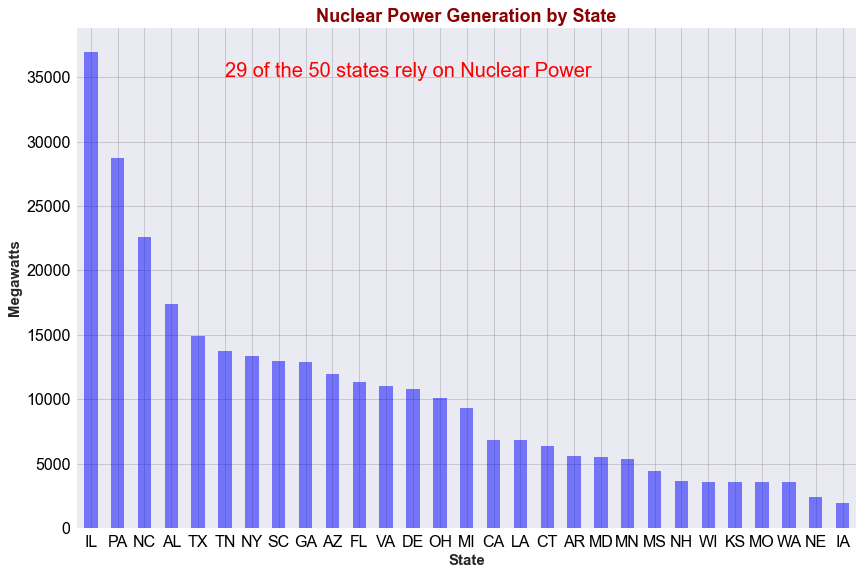 Nuclear Power Generation by State
29 of the 50 states rely on Nuclear Power
35000
30000
25000
20000
15000
10000
5000
0
Megawatts
IL PA NC AL TX TN NY SC GA AZ FL VA DE OH MI CA LA CT AR MD MN MS NH WI KS MO WA NE IA
State